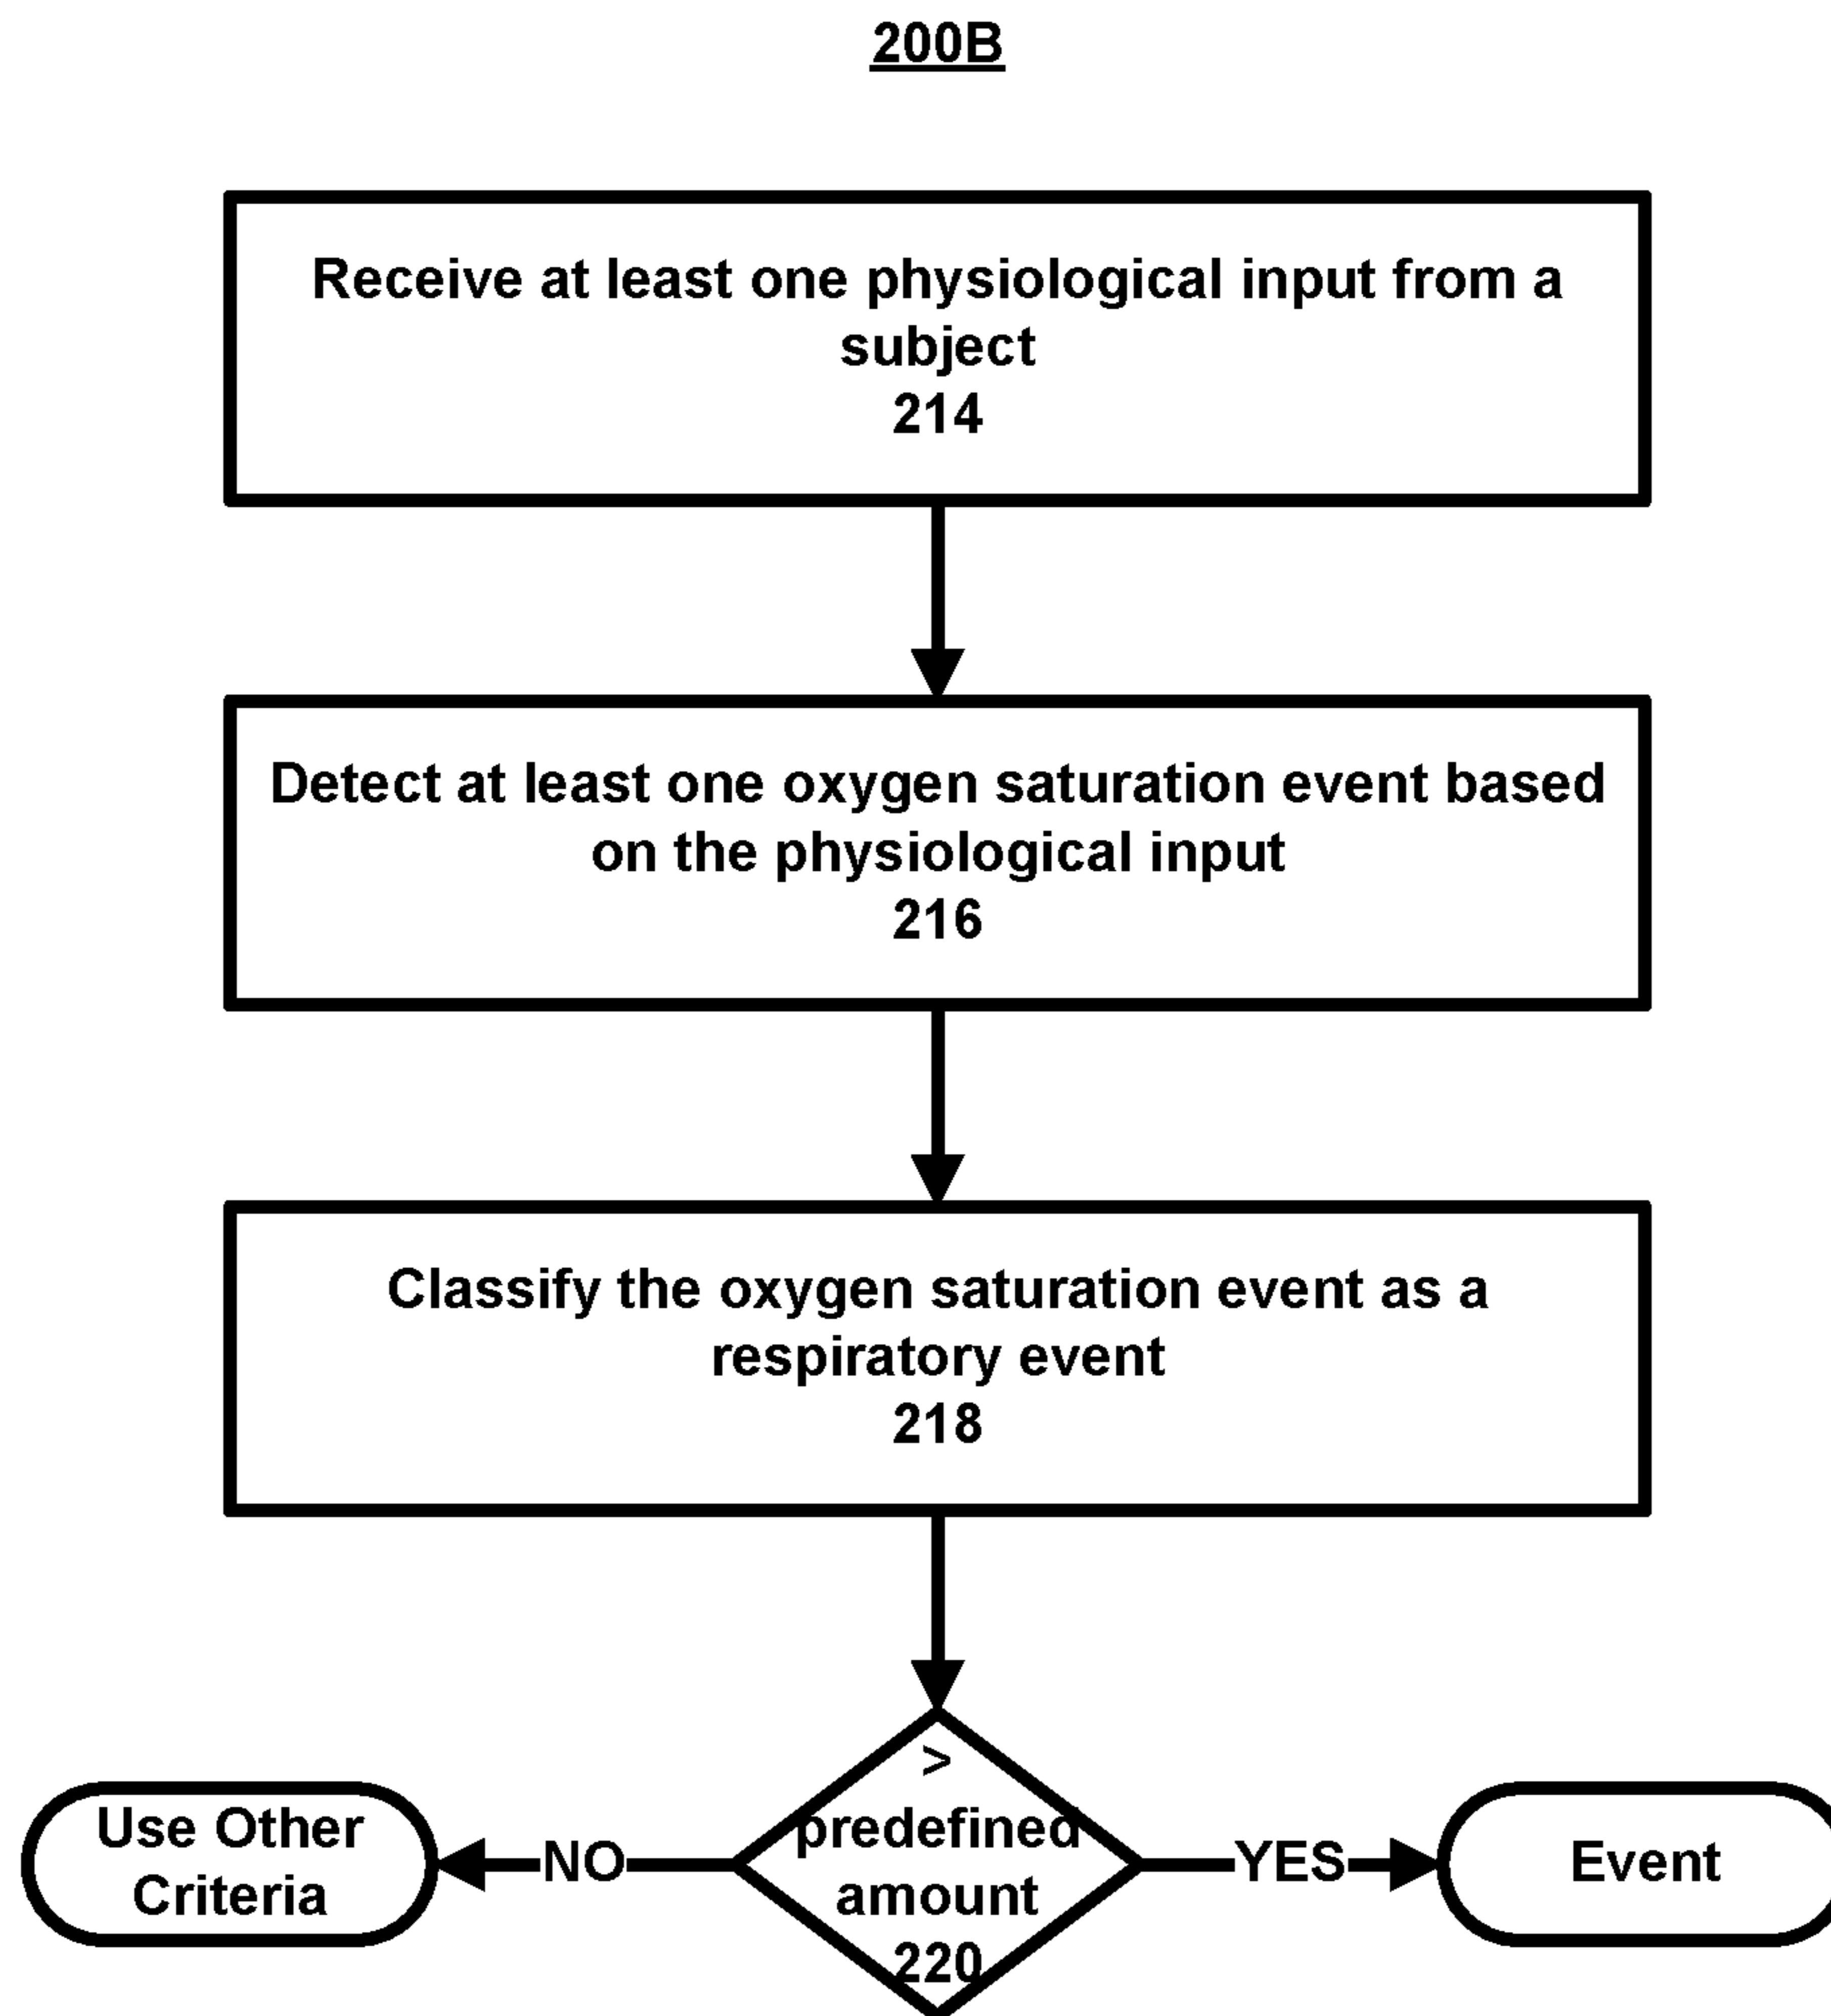 200B
Receive at least one physiological input from a
subject
214
Detect at least one oxygen saturation event based
on the physiological input
216
Classify the oxygen saturation event as a
respiratory event
218
>
predefined
amount
220
Use Other
Criteria
NO
YES
Event